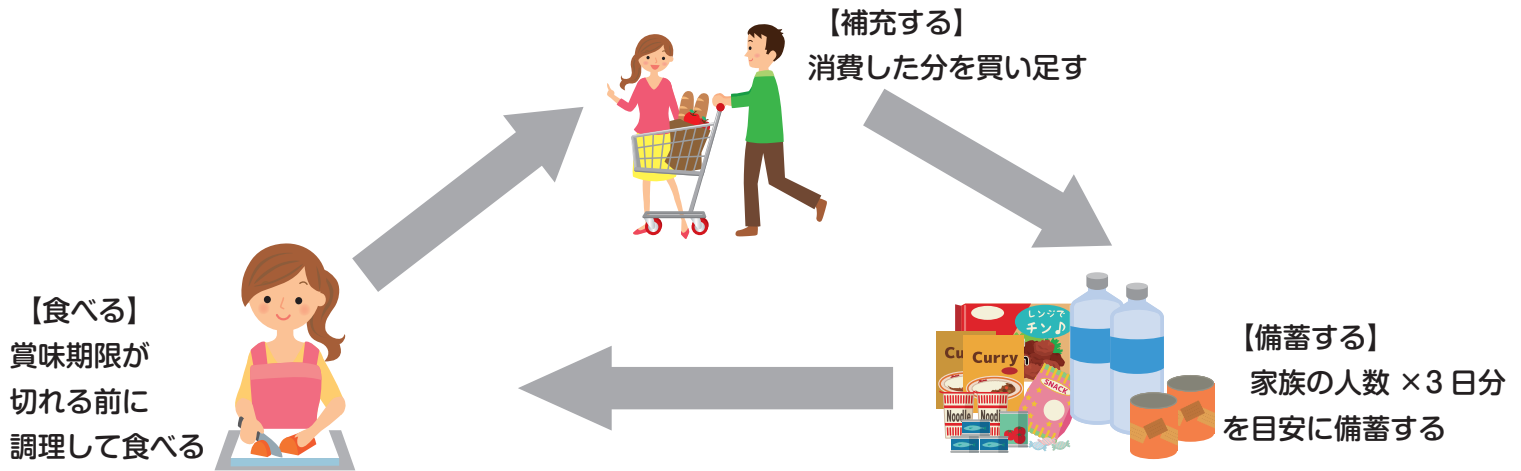 【補充する】
消費した分を買い足す
【備蓄する】
家族の人数 ×3 日分
を目安に備蓄する
【食べる】
賞味期限が
切れる前に
調理して食べる
レンジで
チン♪
Cu
Curry
n
SNACK
Noodle
Noodl